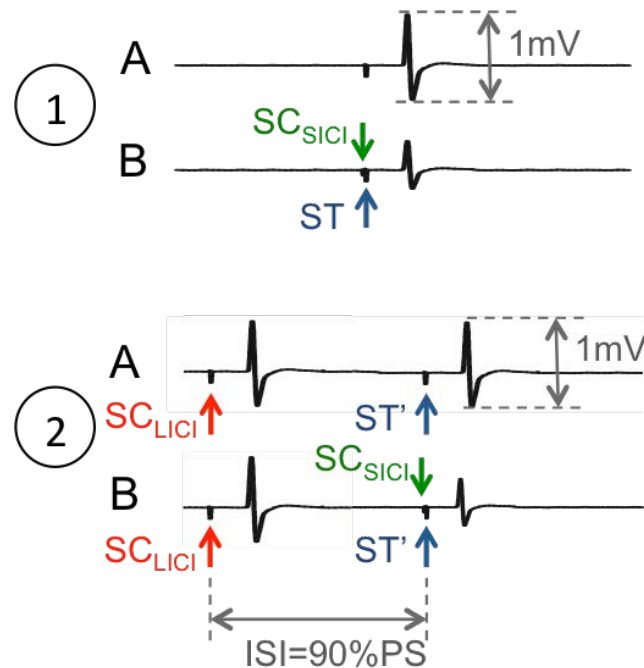 A
1mV
1
SC_SICI
B
ST
A
1mV
SC_LICI
ST'
2
SC_SICI
B
SC_LICI
ST'
ISI=90%PS